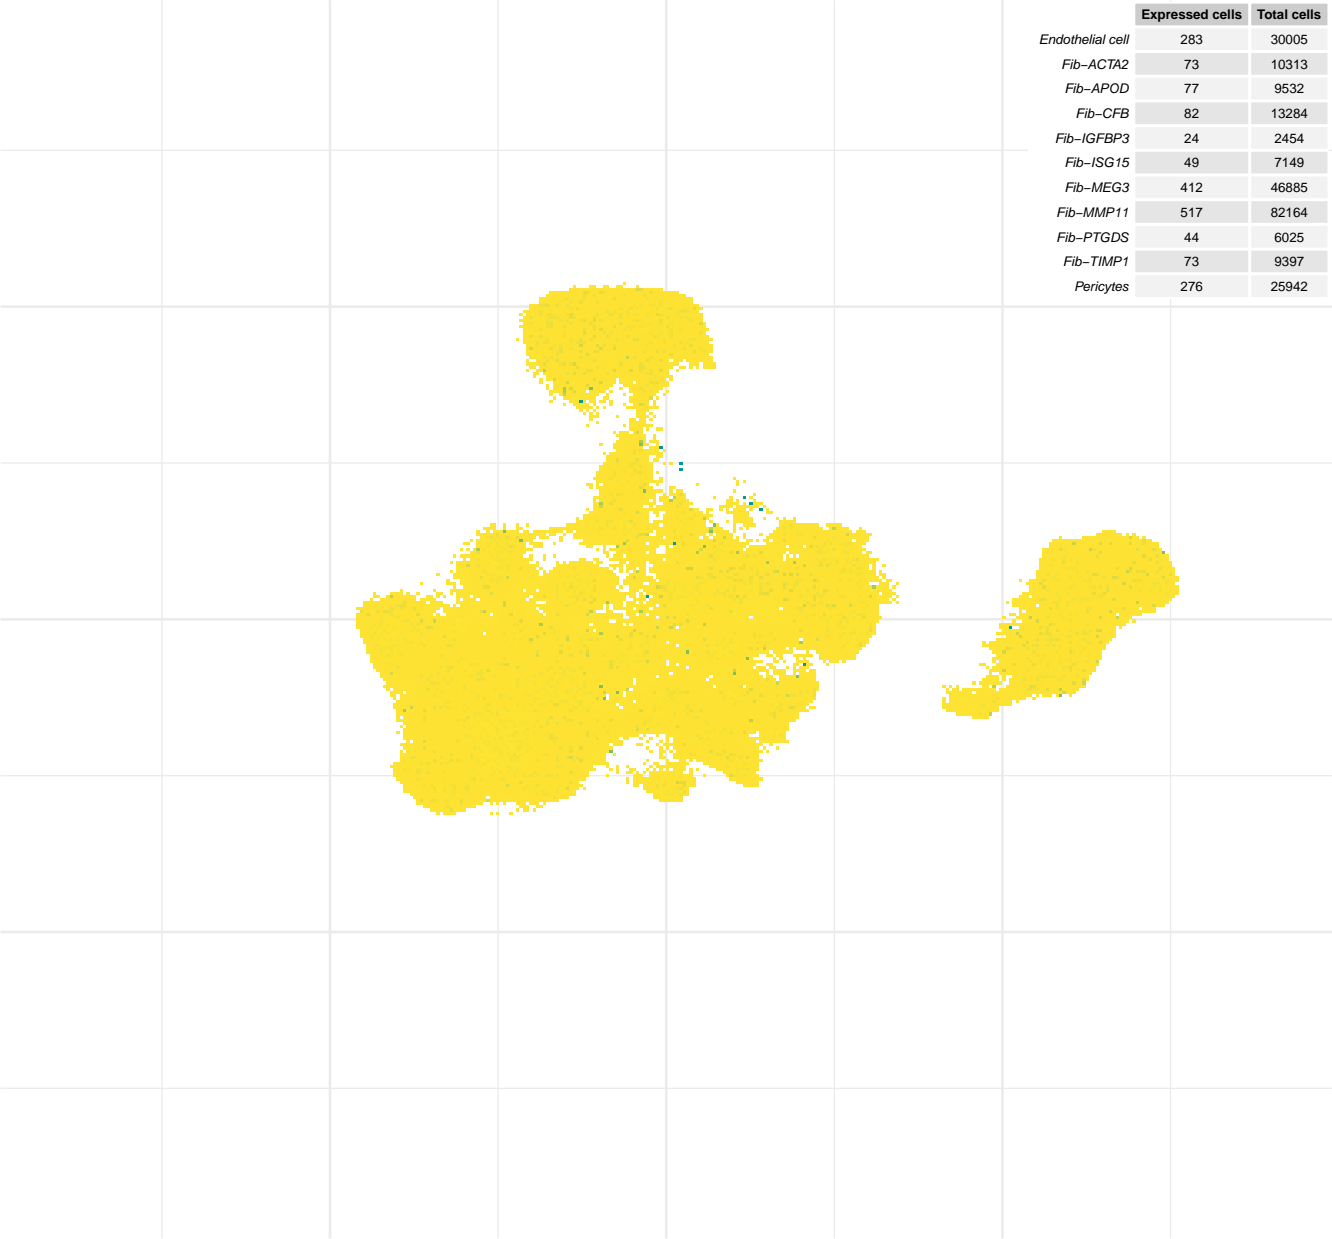 Expressed cells Total cells
Endothelial cell 283 30005
Fib−ACTA2 73 10313
Fib−APOD 77 9532
Fib−CFB 82 13284
Fib−IGFBP3 24 2454
Fib−ISG15 49 7149
Fib−MEG3 412 46885
Fib−MMP11 517 82164
Fib−PTGDS 44 6025
Fib−TIMP1 73 9397
Pericytes 276 25942